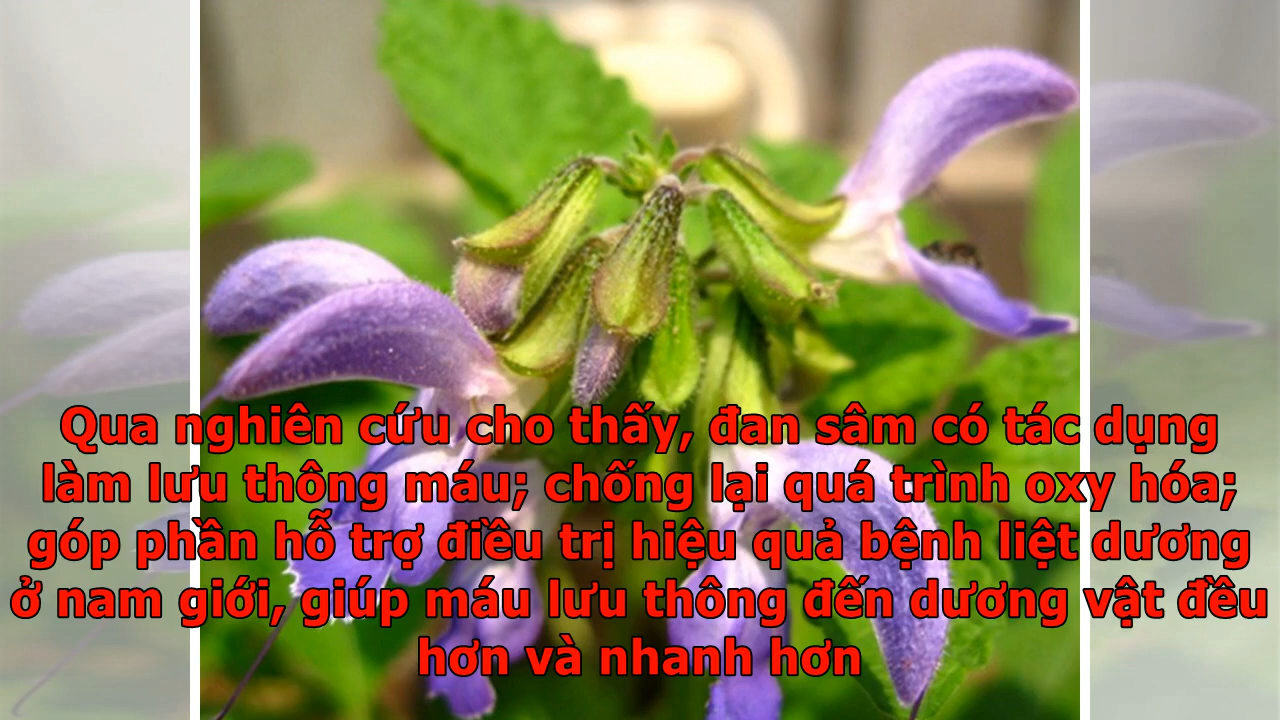 Qua nghiên cứu cho thấy, đan sâm có tác dụng
làm lưu thông máu; chống lại quá trình oxy hóa;
góp phần hỗ trợ điều trị hiệu quả bệnh liệt dương
ở nam giới, giúp máu lưu thông đến dương vật đều
hơn và nhanh hơn